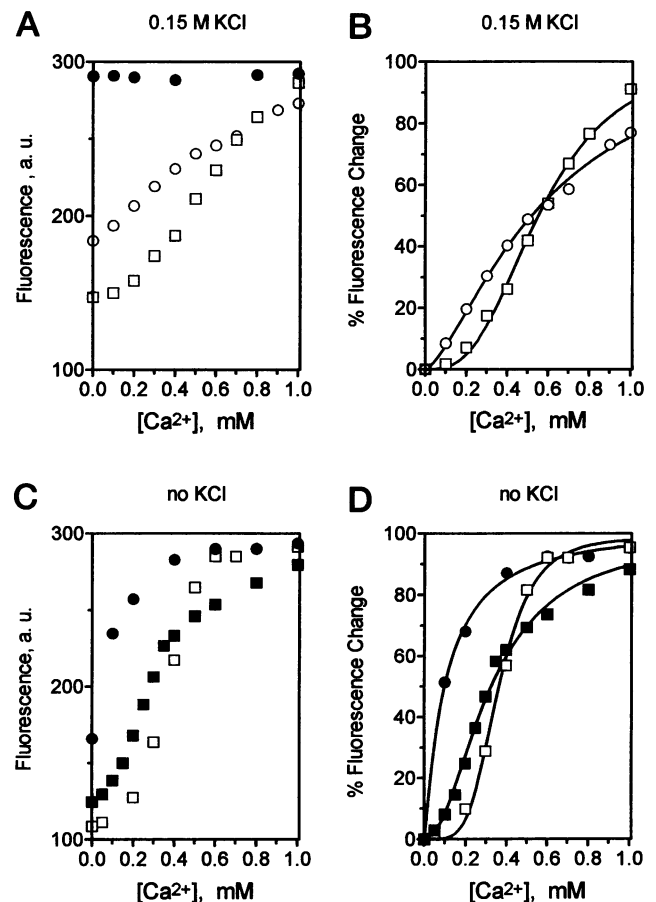 A
0.15 M KCl
300
200
100
Fluorescence , a. u.
0.0 0.2 0.4 0.6 0.8 1.0
[Ca2+], mM
B
0.15 M KCl
100
80
60
40
20
0
% Fluorescence Change
0.0 0.2 0.4 0.6 0.8 1.0
[Ca2+], mM
C
no KCl
300
200
100
Fluorescence, a. u.
0.0 0.2 0.4 0.6 0.8 1.0
[Ca2+], mM
D
no KCl
100
80
60
40
20
0
% Fluorescence Change
0.0 0.2 0.4 0.6 0.8 1.0
[Ca2+], mM